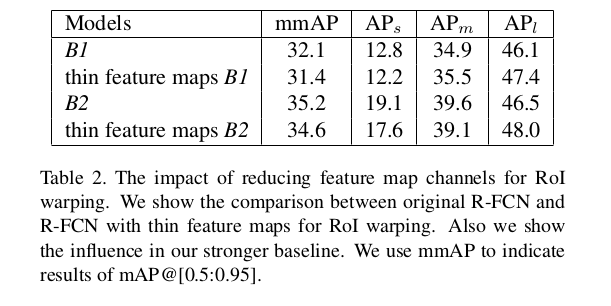 Models mmAP APs APm APl
B1 32.1 12.8 34.9 46.1
thin feature maps B1 31.4 12.2 35.5 47.4
B2 35.2 19.1 39.6 46.5
thin feature maps B2 34.6 17.6 39.1 48.0
Table 2. The impact of reducing feature map channels for RoI
warping. We show the comparison between original R-FCN and
R-FCN with thin feature maps for RoI warping. Also we show
the influence in our stronger baseline. We use mmAP to indicate
results of mAP@[0.5:0.95].